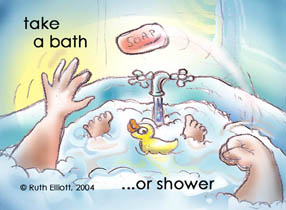 take
a bath
SOAP
...or shower
© Ruth Elliott, 2004